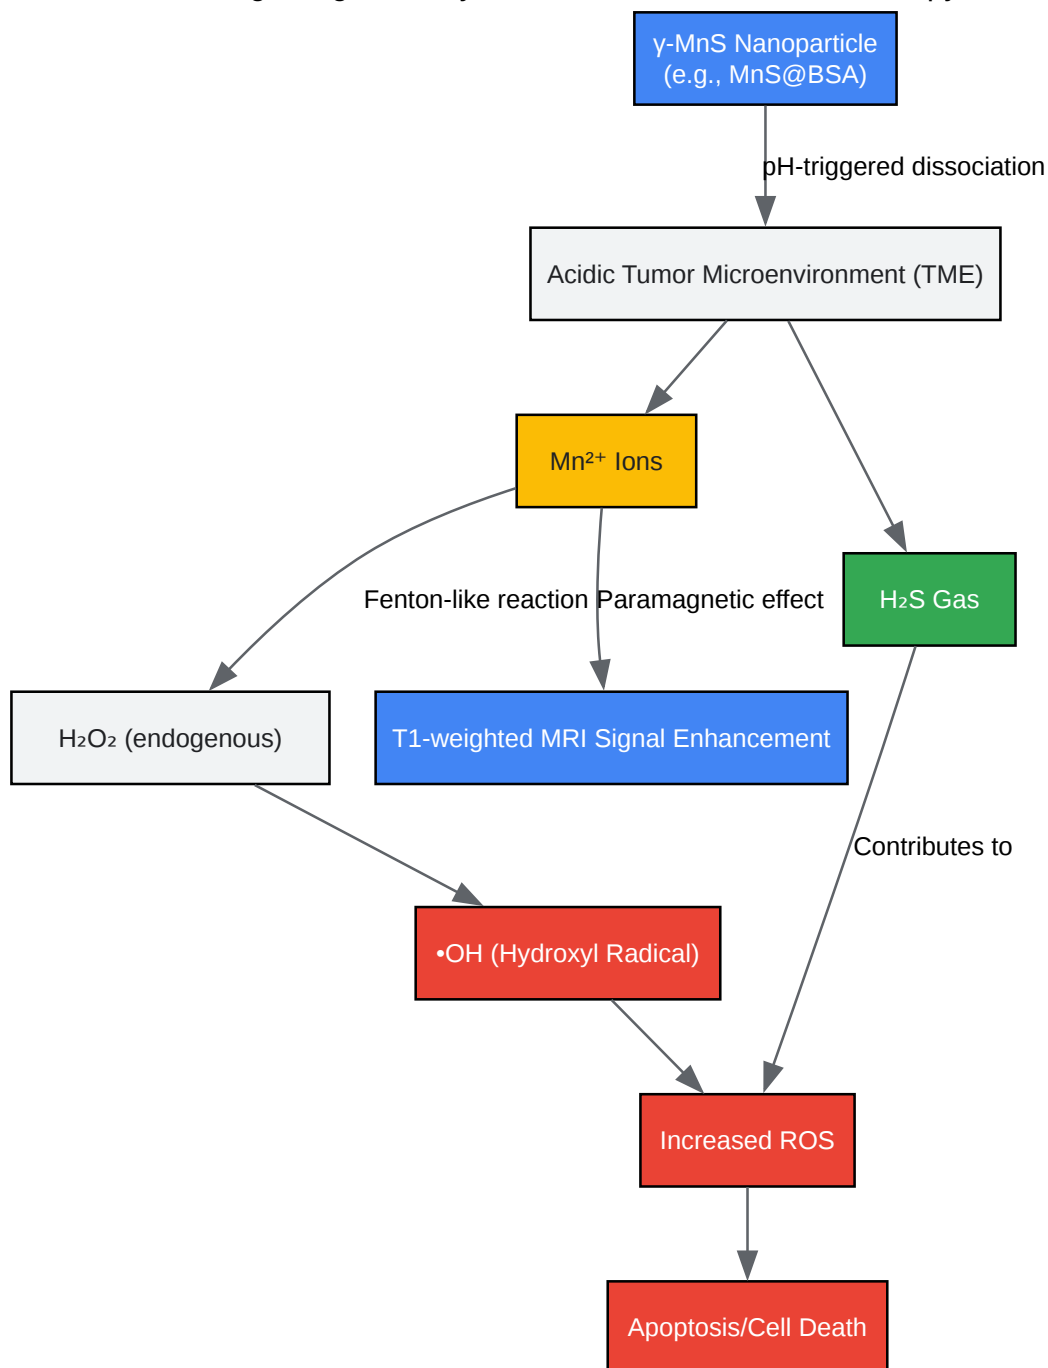 γ-MnS Nanoparticle
(e.g., MnS@BSA)
pH-triggered dissociation
Acidic Tumor Microenvironment (TME)
Mn²⁺ Ions
Fenton-like reaction
Paramagnetic effect
H₂S Gas
H₂O₂ (endogenous)
T1-weighted MRI Signal Enhancement
Contributes to
•OH (Hydroxyl Radical)
Increased ROS
Apoptosis/Cell Death